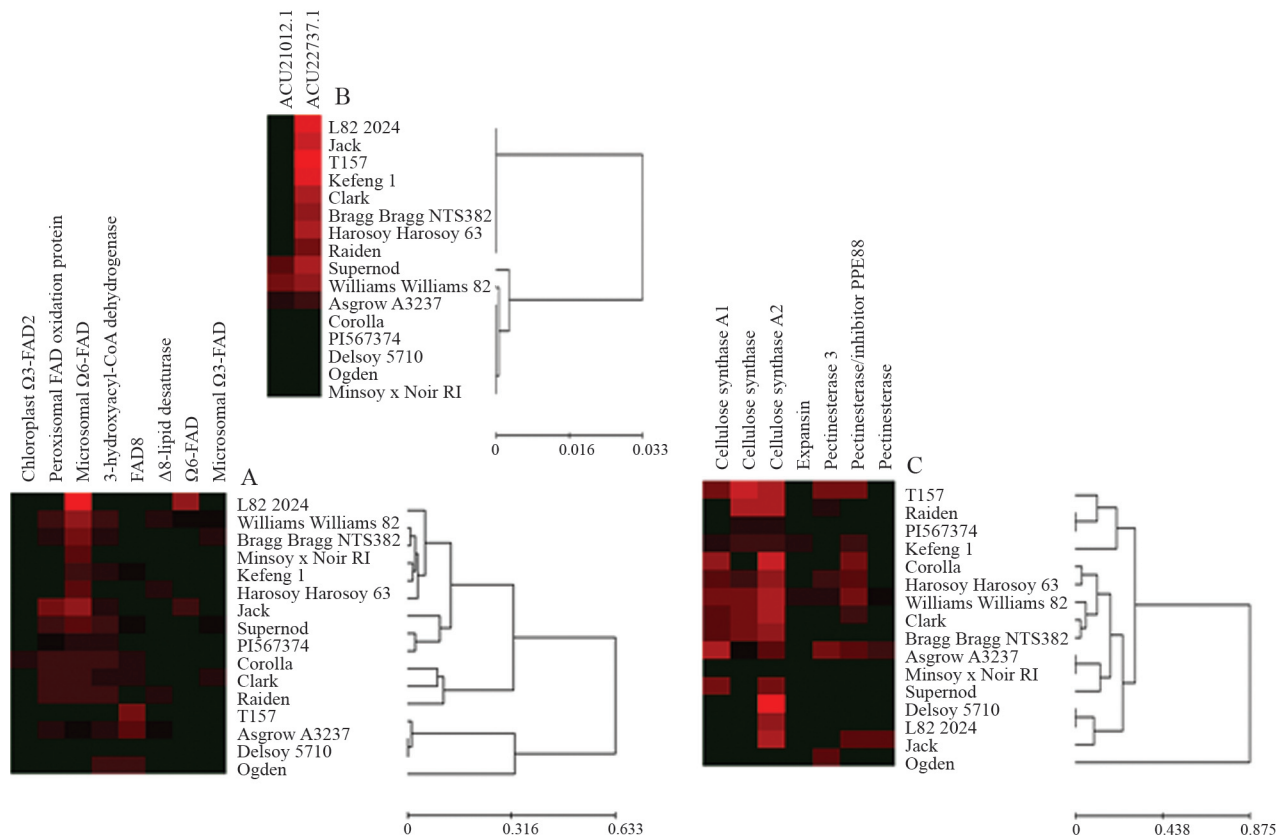 ACU21012.1
ACU22737.1
B
L82 2024
Jack
T157
Kefeng 1
Clark
Bragg Bragg NTS382
Harosoy Harosoy 63
Raiden
Supernod
Williams Williams 82
Asgrow A3237
Corolla
PI567374
Delsoy 5710
Ogden
Minsoy x Noir RI
0 0.016 0.033
Chloroplast Ω3-FAD2
Peroxisomal FAD oxidation protein
Microsomal Ω6-FAD
3-hydroxyacyl-CoA dehydrogenase
FAD8
Δ8-lipid desaturase
Ω6-FAD
Microsomal Ω3-FAD
A
L82 2024
Williams Williams 82
Bragg Bragg NTS382
Minsoy x Noir RI
Kefeng 1
Harosoy Harosoy 63
Jack
Supernod
PI567374
Corolla
Clark
Raiden
T157
Asgrow A3237
Delsoy 5710
Ogden
0 0.316 0.633
Cellulose synthase A1
Cellulose synthase
Cellulose synthase A2
Expansin
Pectinesterase 3
Pectinesterase/inhibitor PPE88
Pectinesterase
C
T157
Raiden
PI567374
Kefeng 1
Corolla
Harosoy Harosoy 63
Williams Williams 82
Clark
Bragg Bragg NTS382
Asgrow A3237
Minsoy x Noir RI
Supernod
Delsoy 5710
L82 2024
Jack
Ogden
0 0.438 0.875